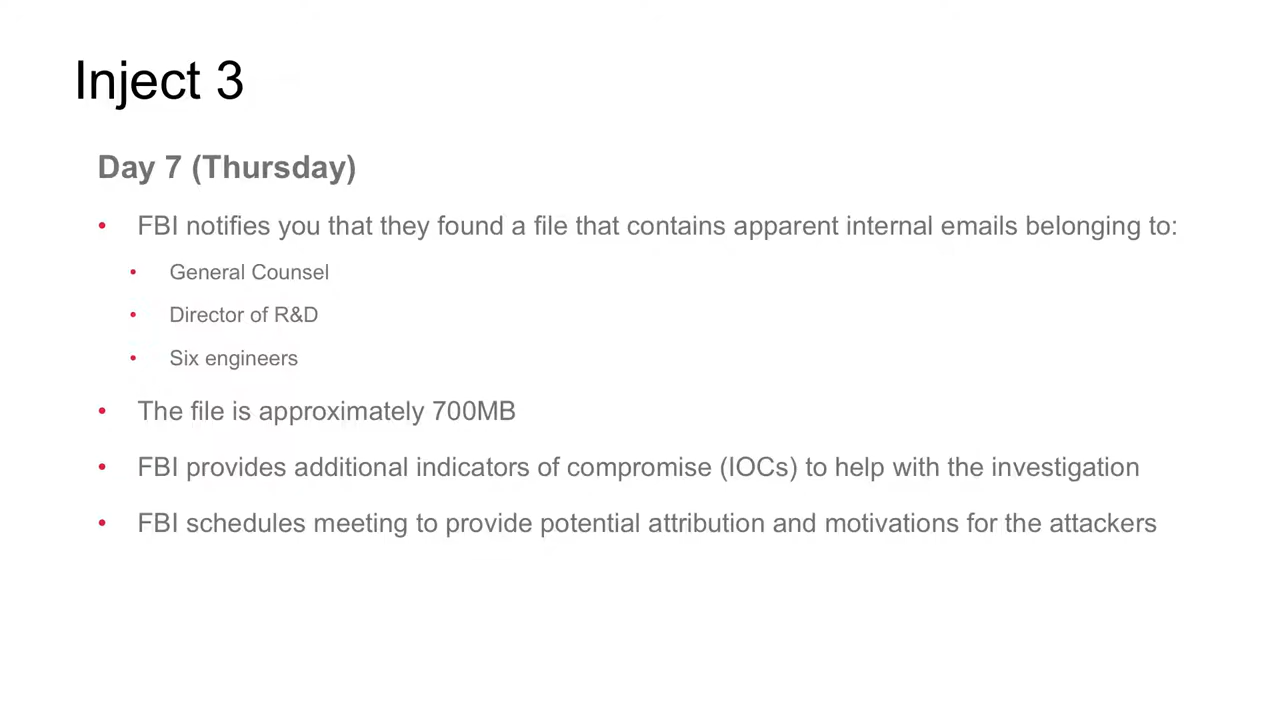 Inject 3
Day 7 (Thursday)
• FBI notifies you that they found a file that contains apparent internal emails belonging to:
• General Counsel
• Director of R&D
• Six engineers
• The file is approximately 700MB
• FBI provides additional indicators of compromise (IOCs) to help with the investigation
• FBI schedules meeting to provide potential attribution and motivations for the attackers